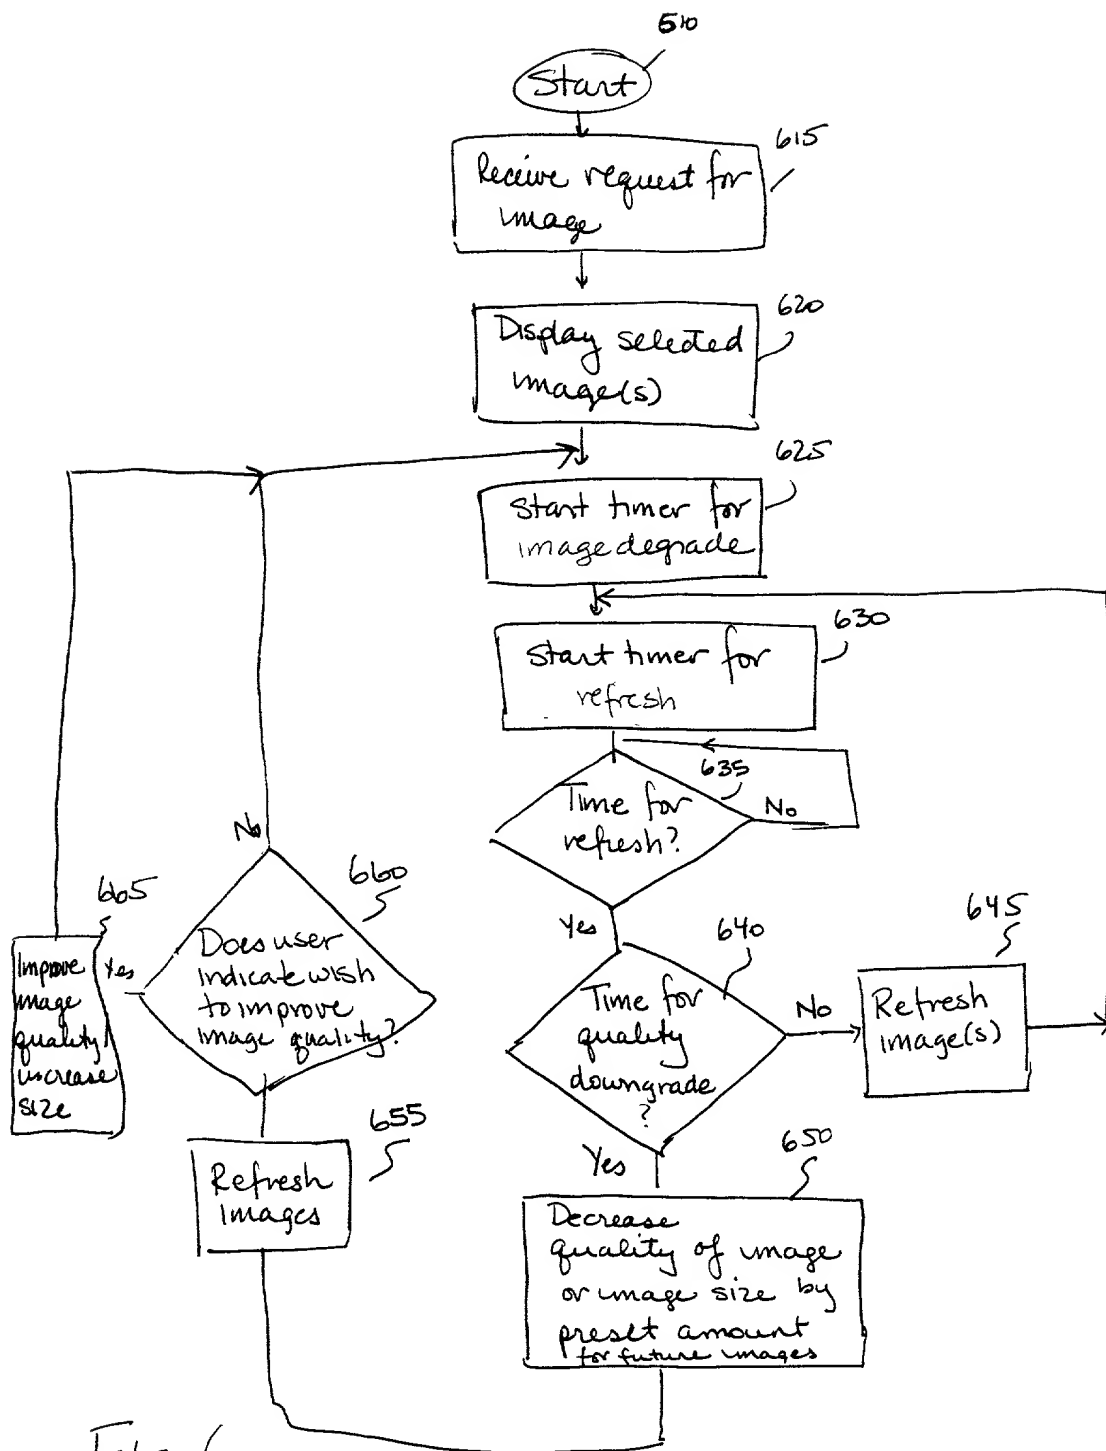 510
Start
615
Receive request for
image
620
Display selected
image(s)
625
Start timer for
image degrade
630
Start timer for
refresh
635
Time for
refresh?
No
Yes
640
Time for
quality
downgrade
?
No
645
Refresh
image(s)
Yes
650
Decrease
quality of image
or image size by
preset amount
for future images
655
Refresh
images
660
Does user
indicate wish
to improve
image quality?
No
Yes
665
Improve
image
quality/
increase
size